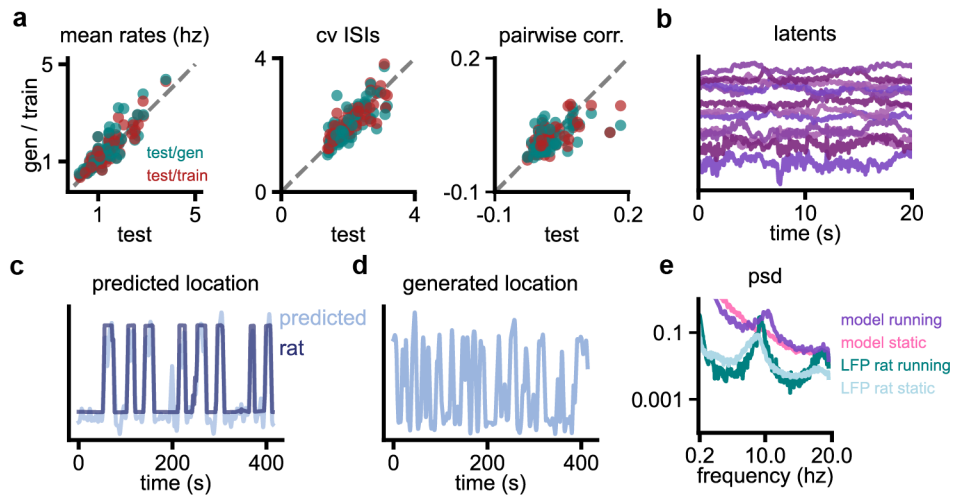 a
mean rates (hz)
cv ISIs
pairwise corr.
b
latents
gen / train
5
1
1
5
test
test/gen
test/train
4
0
0
4
test
0.2
-0.1
-0.1
0.2
test
0
10
20
time (s)
c
predicted location
predicted
rat
0
200
400
time (s)
d
generated location
0
200
400
time (s)
e
psd
0.1
0.001
0.2
10.0
20.0
frequency (hz)
model running
model static
LFP rat running
LFP rat static